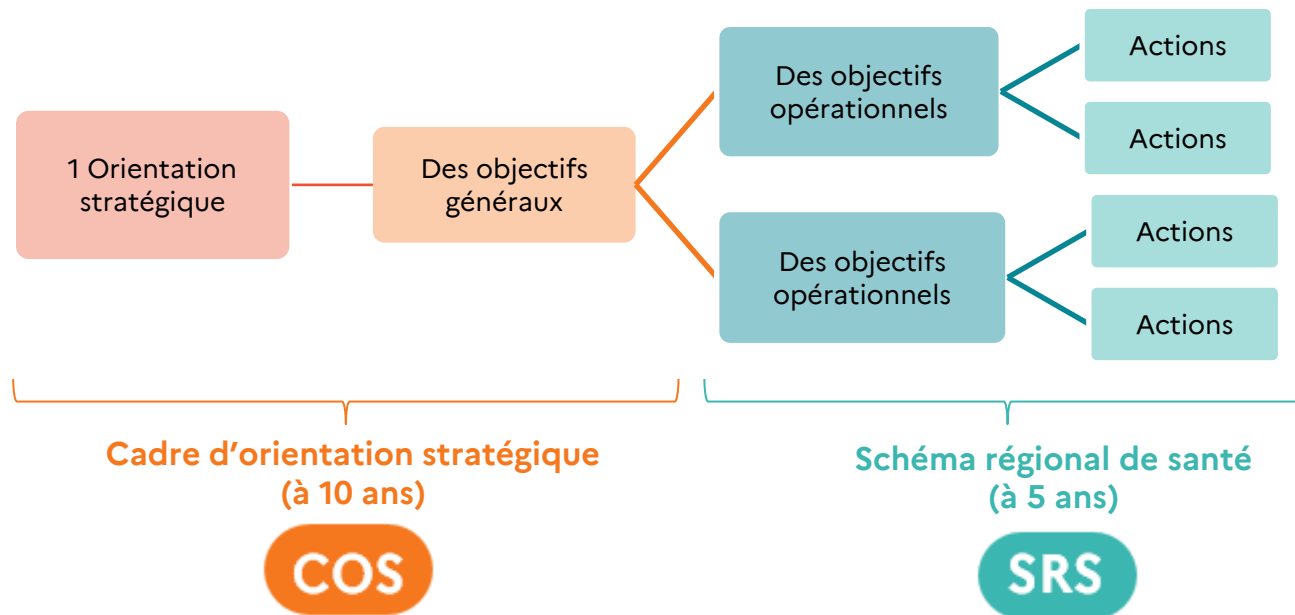 1 Orientation
stratégique
Des objectifs
généraux
Des objectifs
opérationnels
Actions
Actions
Des objectifs
opérationnels
Actions
Actions
Cadre d’orientation stratégique
(à 10 ans)
COS
Schéma régional de santé
(à 5 ans)
SRS